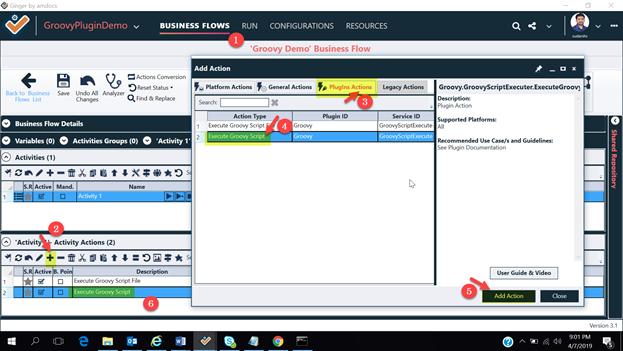 Ginger by amdocs
GroovyPluginDemo
BUSINESS FLOWS
RUN
CONFIGURATIONS
RESOURCES
sudarshs
1
'Groovy Demo' Business Flow
Back to Business Flows List
Save
Undo All Changes
Analyzer
Actions Conversion
Reset Status
Find & Replace
Business Flow Details
Variables (0)
Activities Groups (0)
'Activity 1'
Activities (1)
S.R Active Mand. Name
1 Activity 1
2
'Activity 1'- Activity Actions (2)
S.R Active B. Poin Description
1 Execute Groovy Script File
2 Execute Groovy Script
6
Add Action
Platform Actions
General Actions
PlugIns Actions
Legacy Actions
3
Search:
Action Type Plugin ID Service ID
1 Execute Groovy Script File Groovy GroovyScriptExecute
2 Execute Groovy Script Groovy GroovyScriptExecute
4
Groovy.GroovyScriptExecuter.ExecuteGroovy
Description:
Plugin Action
Supported Platforms:
All
Recommended Use Case/s and Guidelines:
See Plugin Documentation
User Guide & Video
5
Add Action
Close
Shared Repository
Version 3.1
9:01 PM
4/7/2019